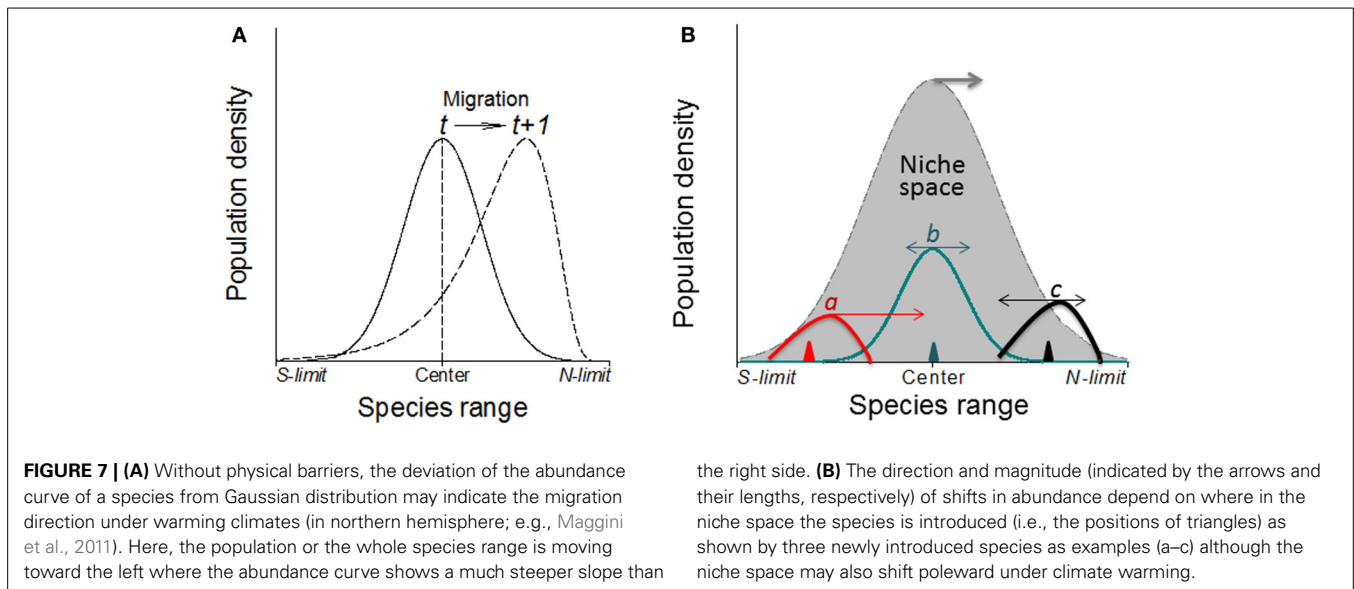 A
Population density
Migration
t t+1
S-limit Center N-limit
Species range
B
Population density
Niche
space
b
a
c
S-limit Center N-limit
Species range
FIGURE 7 | (A) Without physical barriers, the deviation of the abundance
curve of a species from Gaussian distribution may indicate the migration
direction under warming climates (in northern hemisphere; e.g., Maggini
et al., 2011). Here, the population or the whole species range is moving
toward the left where the abundance curve shows a much steeper slope than
the right side. (B) The direction and magnitude (indicated by the arrows and
their lengths, respectively) of shifts in abundance depend on where in the
niche space the species is introduced (i.e., the positions of triangles) as
shown by three newly introduced species as examples (a–c) although the
niche space may also shift poleward under climate warming.